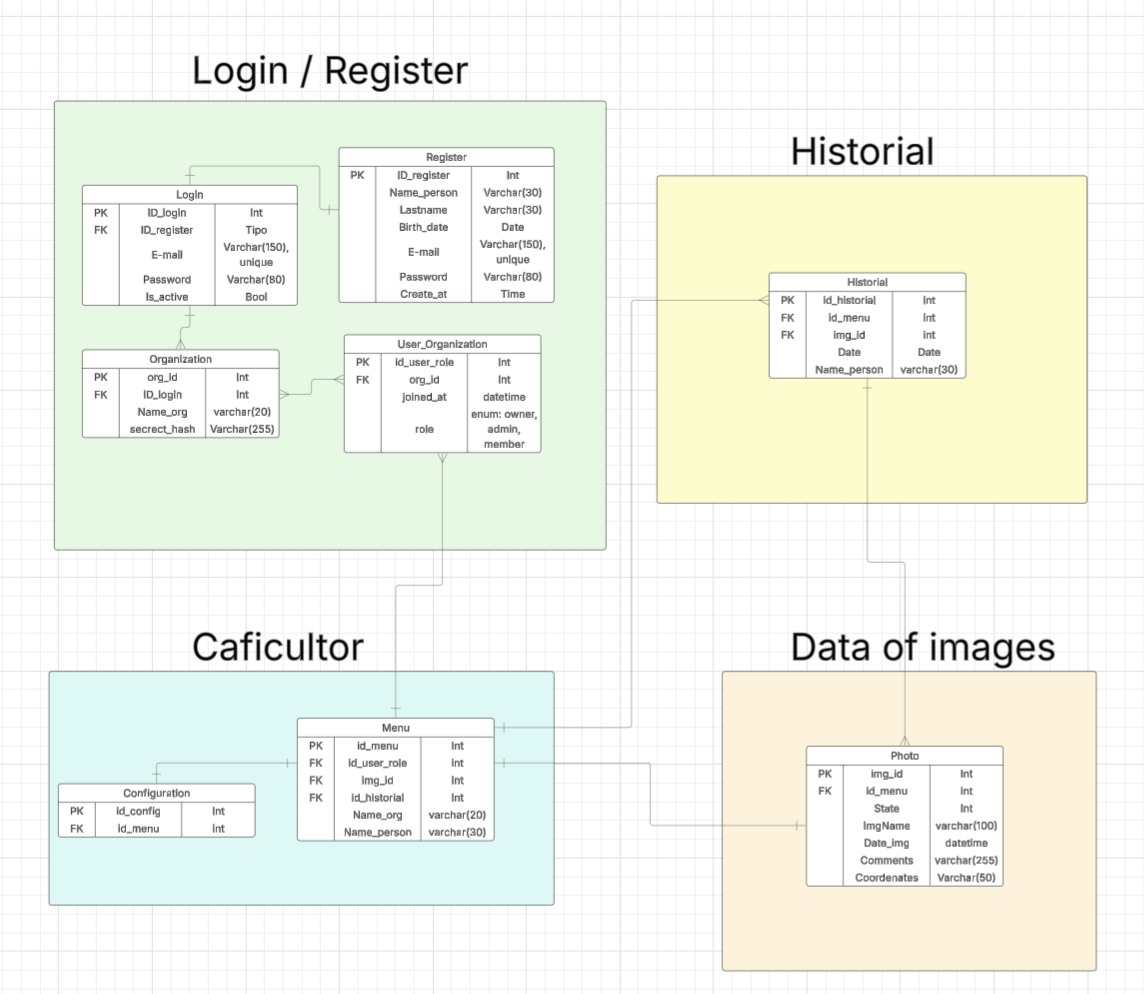 Login / Register
Register
PK ID_register Int
Name_person Varchar(30)
Lastname Varchar(30)
Birth_date Date
E-mail Varchar(150), unique
Password Varchar(80)
Create_at Time
Login
PK ID_login Int
FK ID_register Tipo
E-mail Varchar(150), unique
Password Varchar(80)
Is_active Bool
Organization
PK org_id Int
FK ID_login Int
Name_org varchar(20)
secrect_hash Varchar(255)
User_Organization
PK id_user_role Int
FK org_id Int
joined_at datetime
role enum: owner, admin, member
Historial
Historial
PK id_historial Int
FK id_menu int
FK img_id int
Date Date
Name_person varchar(30)
Caficultor
Menu
PK id_menu Int
FK id_user_role int
FK img_id Int
FK id_historial Int
Name_org varchar(20)
Name_person varchar(30)
Configuration
PK id_config Int
FK id_menu int
Data of images
Photo
PK img_id Int
FK id_menu int
State Int
ImgName varchar(100)
Date_img datetime
Comments varchar(255)
Coordenates Varchar(50)